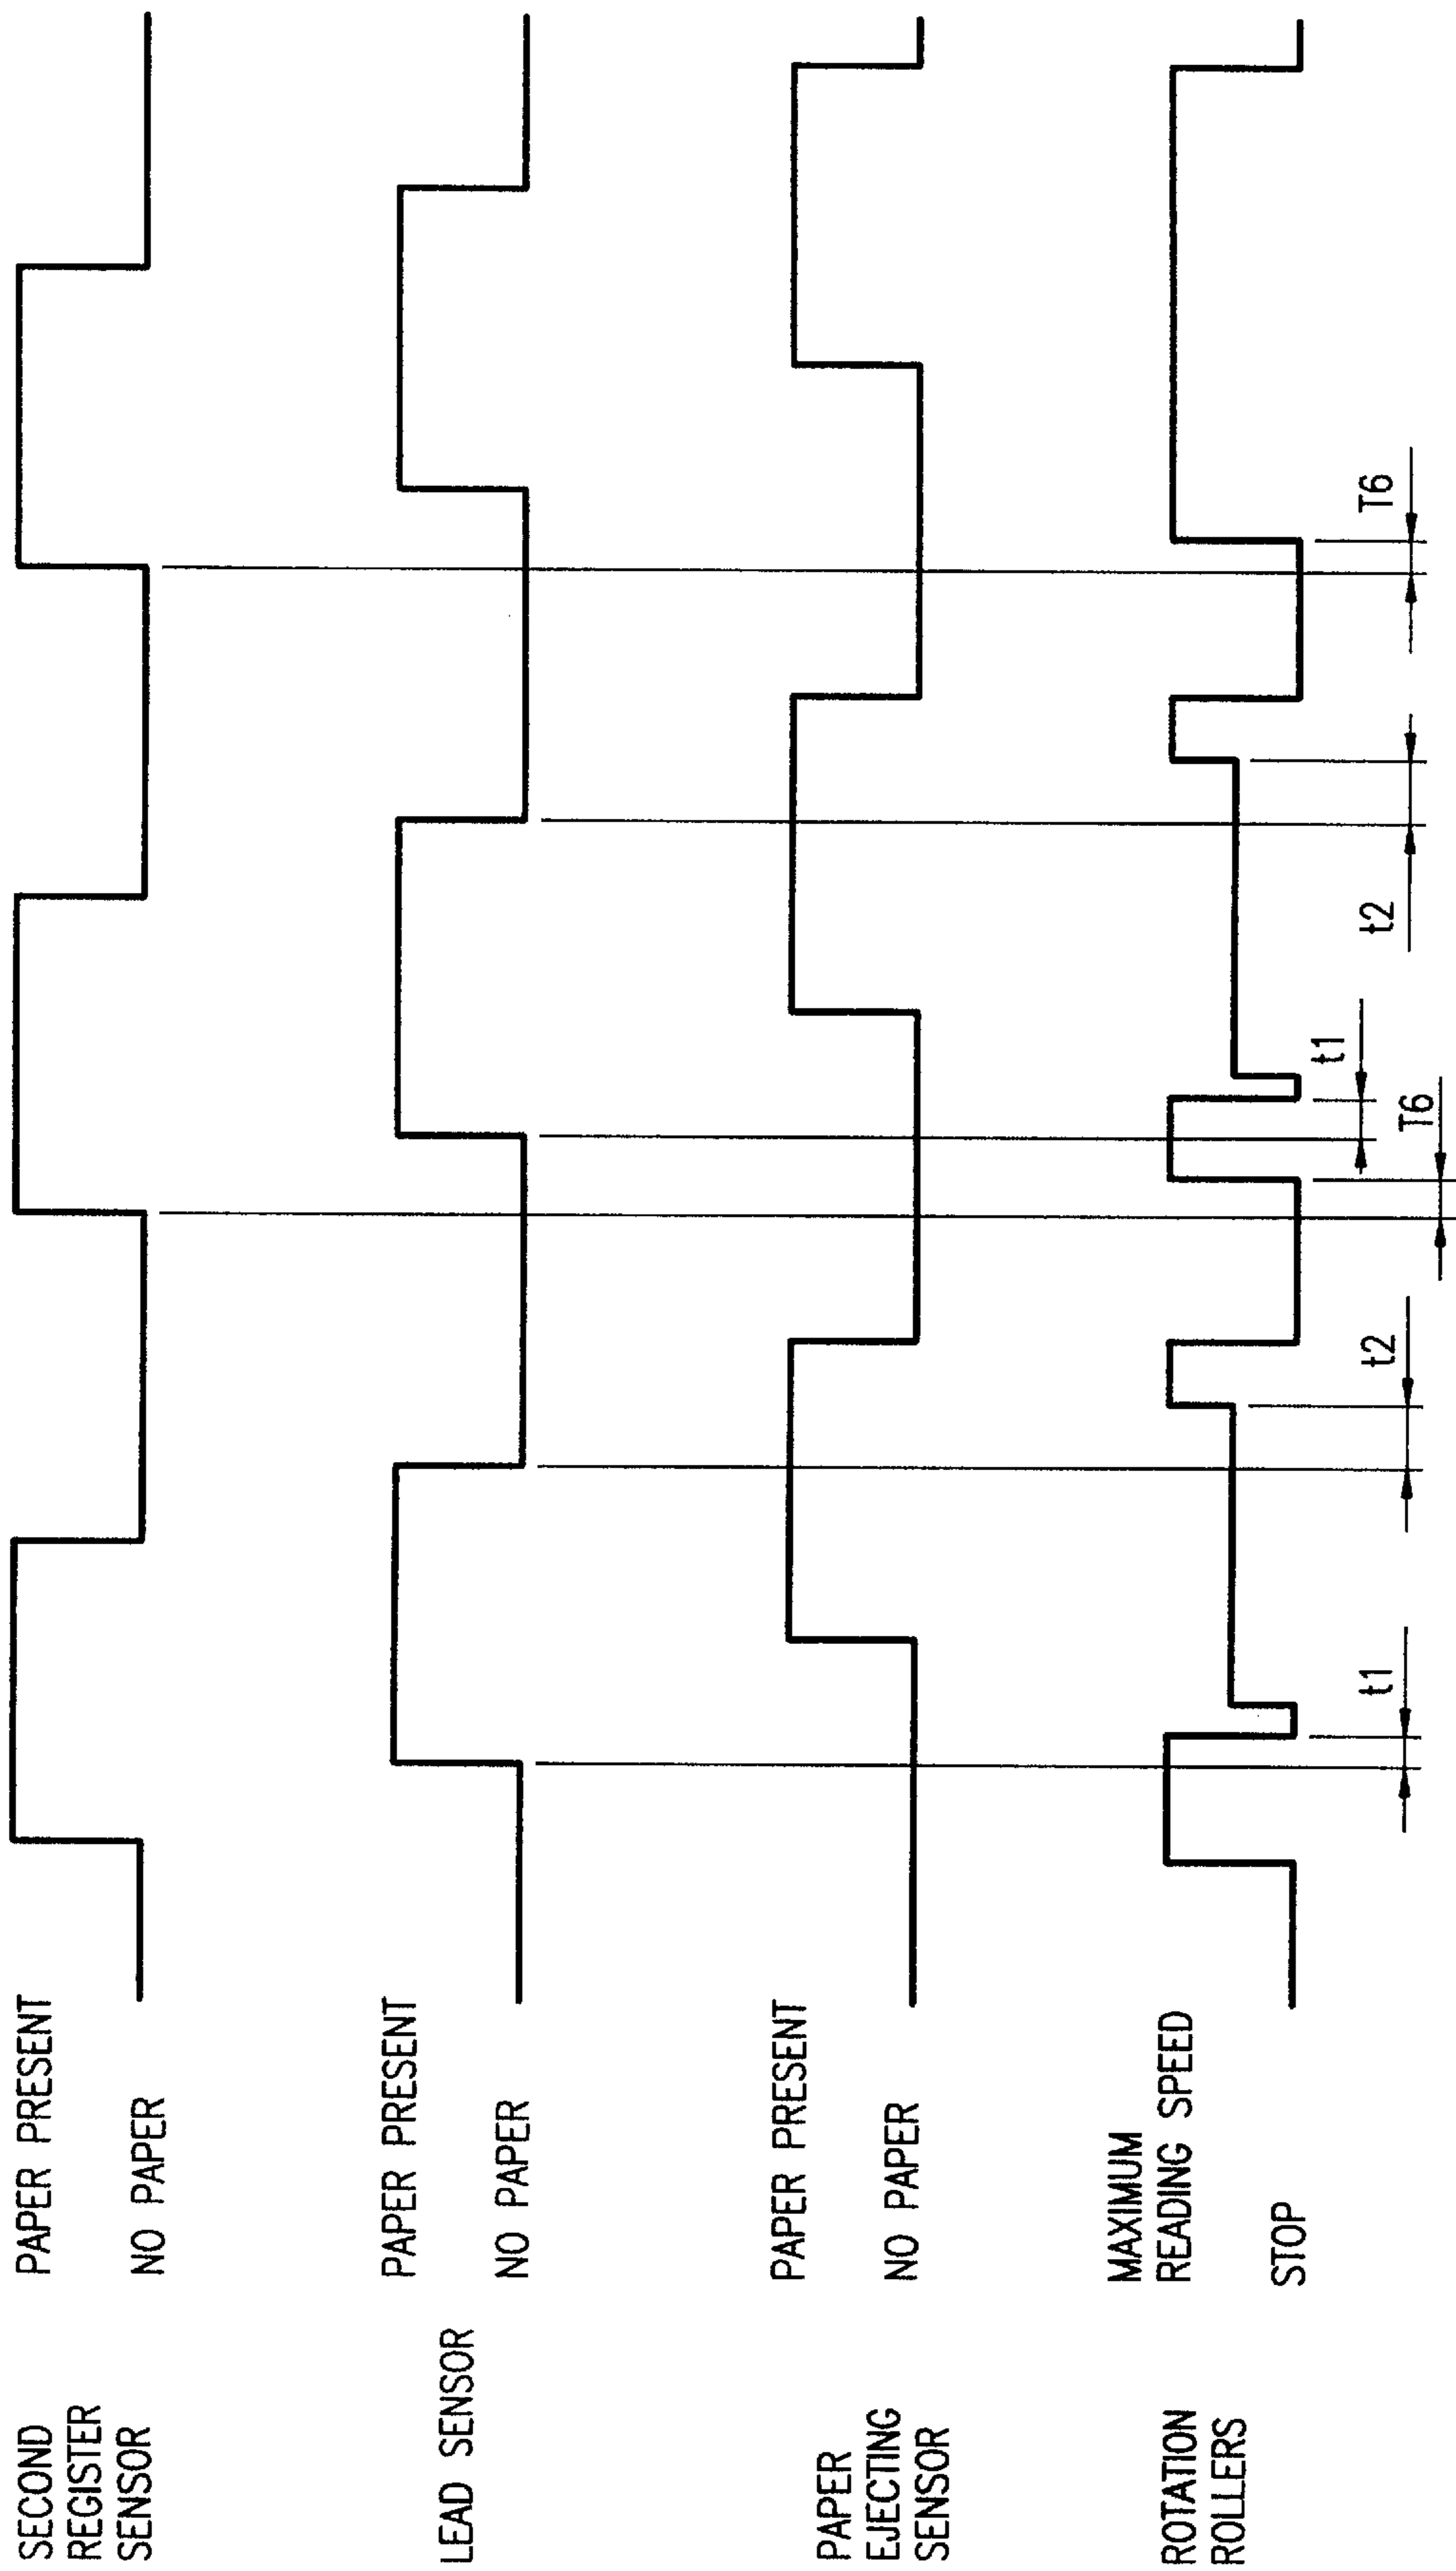 SECOND
REGISTER
SENSOR
PAPER PRESENT
NO PAPER
LEAD SENSOR
PAPER PRESENT
NO PAPER
PAPER
EJECTING
SENSOR
PAPER PRESENT
NO PAPER
ROTATION
ROLLERS
MAXIMUM
READING SPEED
STOP
t1
t2
T6
t1
t2
T6